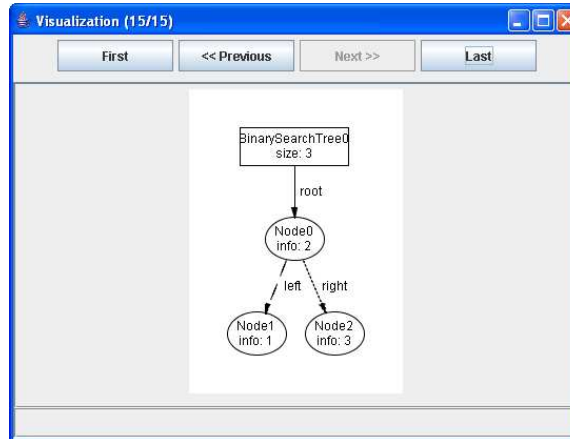 Visualization (15/15)
First
<< Previous
Next >>
Last
BinarySearchTree0
size: 3
root
Node0
info: 2
left
right
Node1
info: 1
Node2
info: 3